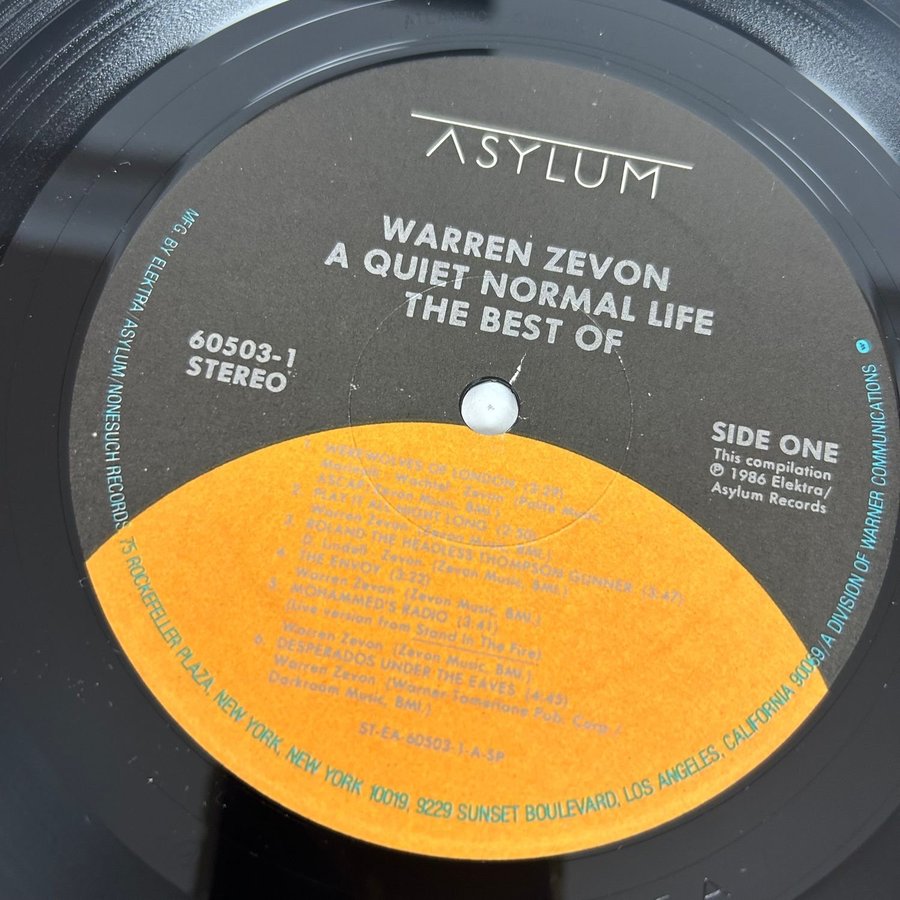 ASYLUM
WARREN ZEVON
A QUIET NORMAL LIFE
THE BEST OF
60503-1
STEREO
SIDE ONE
This compilation
℗ 1986 Elektra/
Asylum Records
1. WEREWOLVES OF LONDON (3:29)
Marinell, Wachtel, Zevon (Polite Music,
ASCAP, Zevon Music, BMI.)
2. PLAY IT ALL NIGHT LONG (2:50)
Warren Zevon (Zevon Music, BMI.)
3. ROLAND THE HEADLESS THOMPSON GUNNER (3:47)
D. Lindell, Zevon. (Zevon Music, BMI.)
4. THE ENVOY (3:22)
Warren Zevon (Zevon Music, BMI.)
5. MOHAMMED'S RADIO (3:41)
(Live version from Stand In The Fire)
Warren Zevon (Zevon Music, BMI.)
6. DESPERADOS UNDER THE EAVES (4:45)
Warren Zevon (Warner-Tamerlane Pub. Corp./
Darkroom Music, BMI.)
ST-EA-60503-1-A-SP
MFG. BY ELEKTRA/ASYLUM/NONESUCH RECORDS, 75 ROCKEFELLER PLAZA, NEW YORK, NEW YORK 10019, 9229 SUNSET BOULEVARD, LOS ANGELES, CALIFORNIA 90069 A DIVISION OF WARNER COMMUNICATIONS